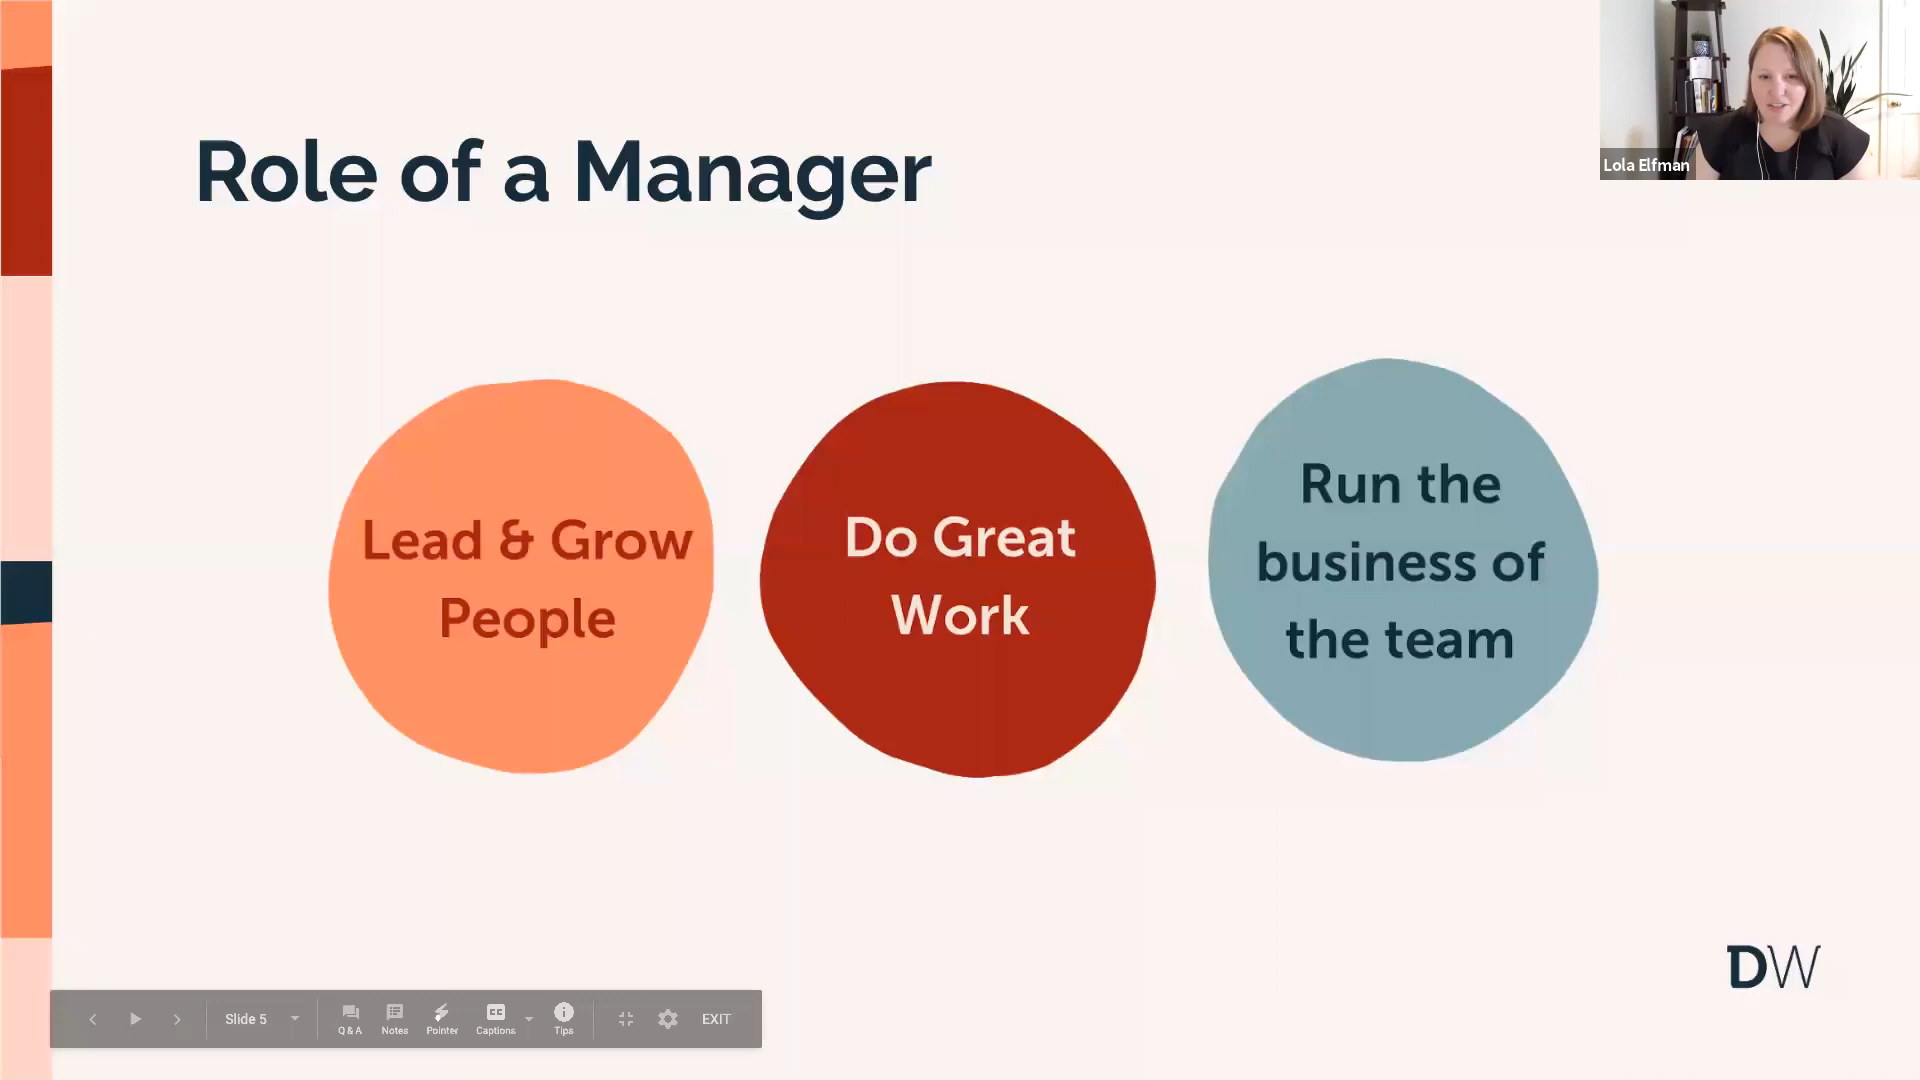 Role of a Manager
Lola Elfman
Lead & Grow
People
Do Great
Work
Run the
business of
the team
DW
Slide 5
Q & A
Notes
Pointer
Captions
Tips
EXIT